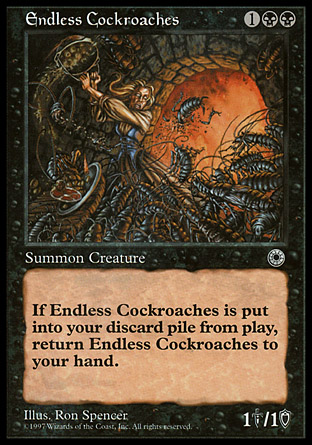 Endless Cockroaches 1
Summon Creature
If Endless Cockroaches is put
into your discard pile from play,
return Endless Cockroaches to
your hand.
Illus. Ron Spencer
©1997 Wizards of the Coast, Inc. All rights reserved.
1/1